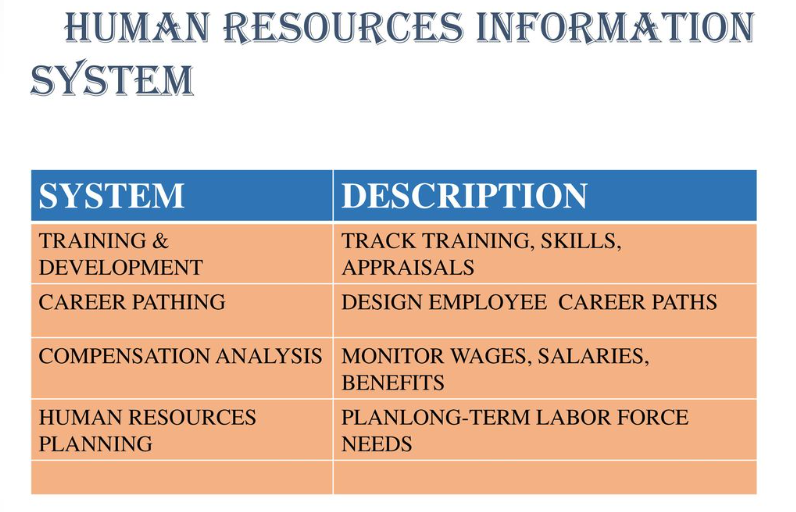 HUMAN RESOURCES INFORMATION
SYSTEM
SYSTEM
DESCRIPTION
TRAINING &
DEVELOPMENT
TRACK TRAINING, SKILLS,
APPRAISALS
CAREER PATHING
DESIGN EMPLOYEE CAREER PATHS
COMPENSATION ANALYSIS
MONITOR WAGES, SALARIES,
BENEFITS
HUMAN RESOURCES
PLANNING
PLANLONG-TERM LABOR FORCE
NEEDS